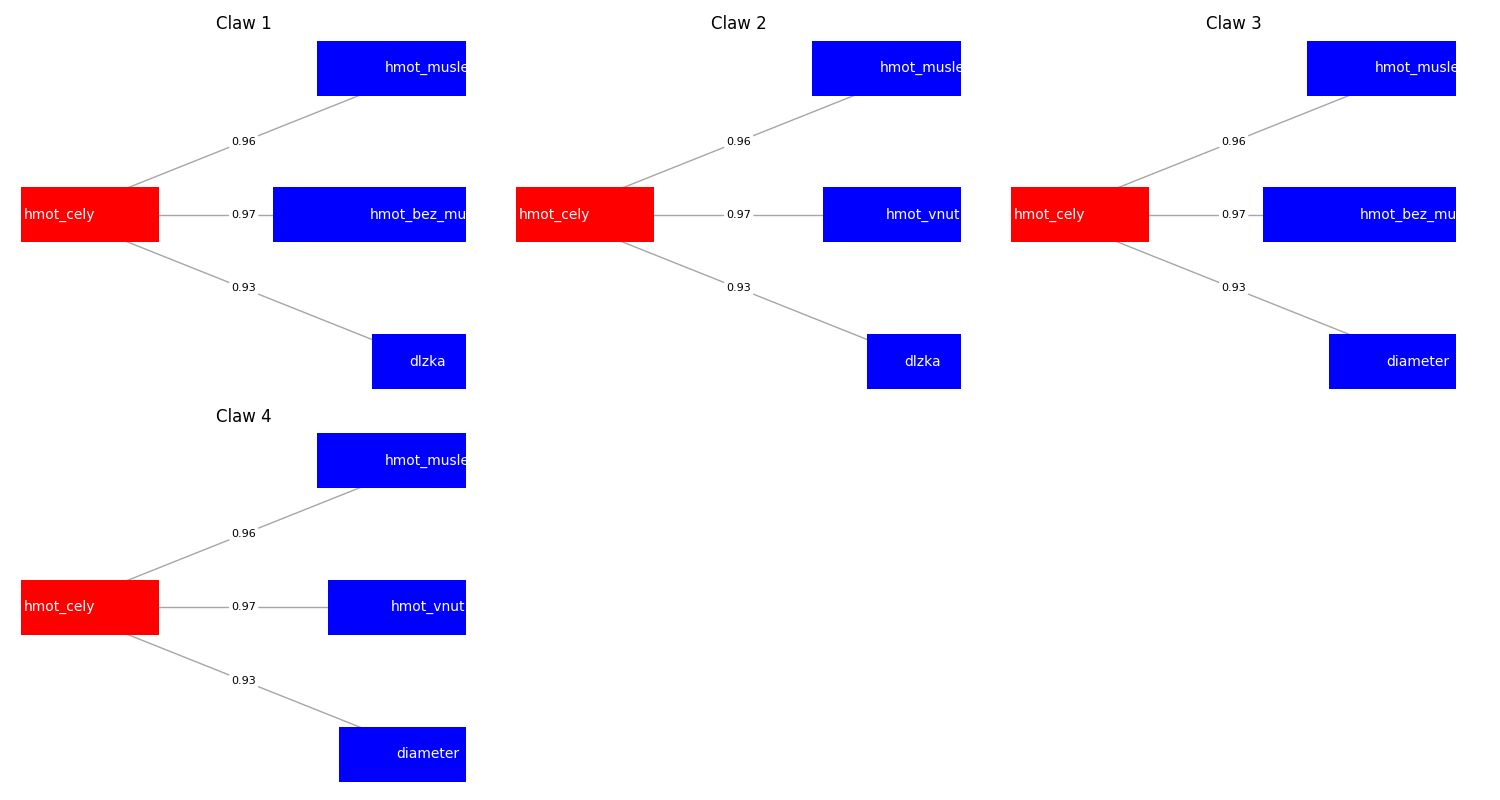 Claw 1
hmot_musle
0.96
hmot_cely
0.97
hmot_bez_mu
0.93
dlzka
Claw 2
hmot_musle
0.96
hmot_cely
0.97
hmot_vnut
0.93
dlzka
Claw 3
hmot_musle
0.96
hmot_cely
0.97
hmot_bez_mu
0.93
diameter
Claw 4
hmot_musle
0.96
hmot_cely
0.97
hmot_vnut
0.93
diameter